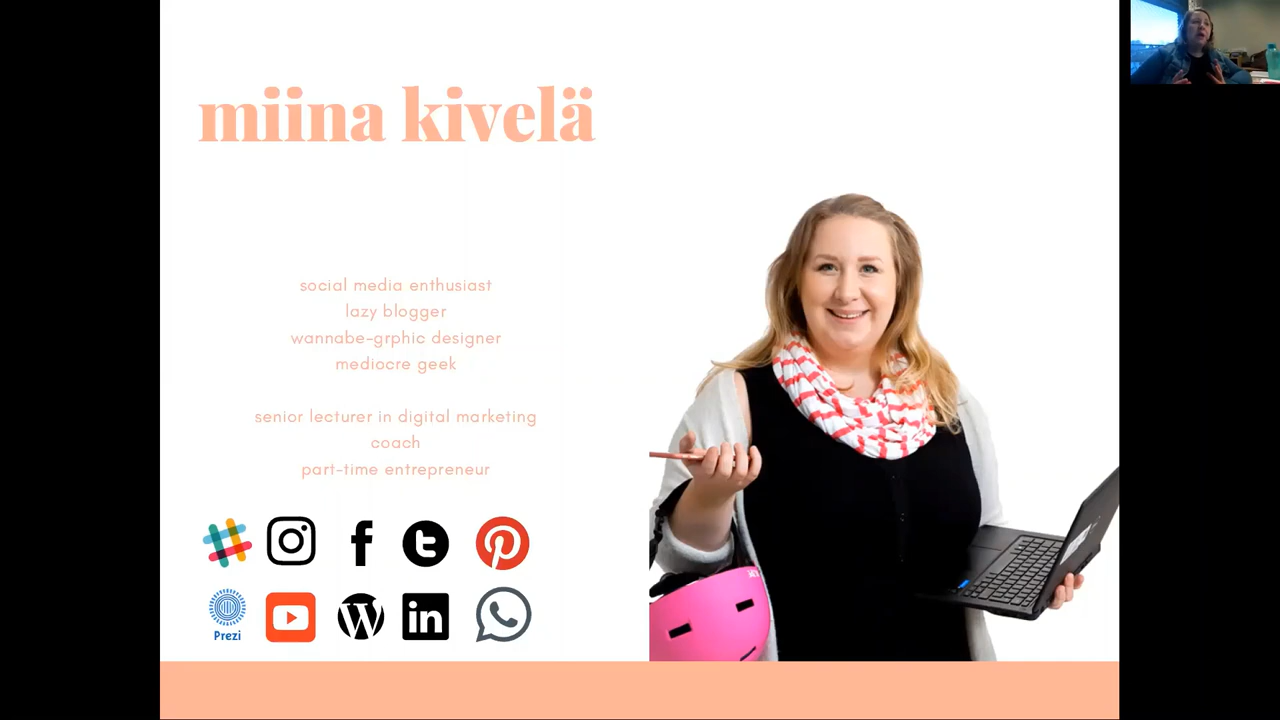 miina kivelä
social media enthusiast
lazy blogger
wannabe-grphic designer
mediocre geek
senior lecturer in digital marketing
coach
part-time entrepreneur
Prezi